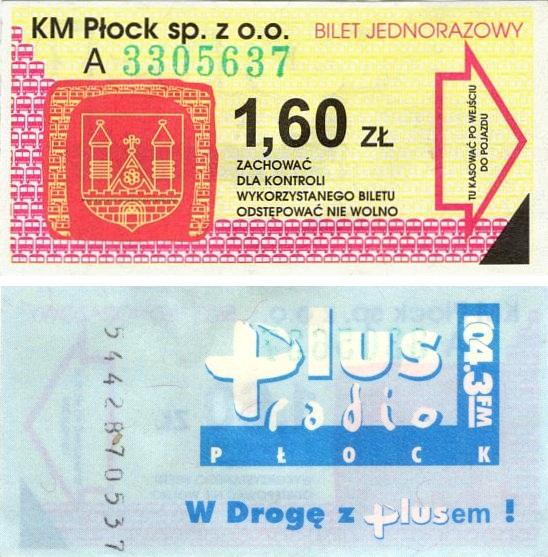 KM Płock sp. z o.o. BILET JEDNORAZOWY
A 3305637
1,60 ZŁ
ZACHOWAĆ
DLA KONTROLI
WYKORZYSTANEGO BILETU
ODSTĘPOWAĆ NIE WOLNO
TU KASOWAĆ PO WEJŚCIU
DO POJAZDU
plus
radio
104.3 FM
PŁOCK
W Drogę z plusem !
5442870537